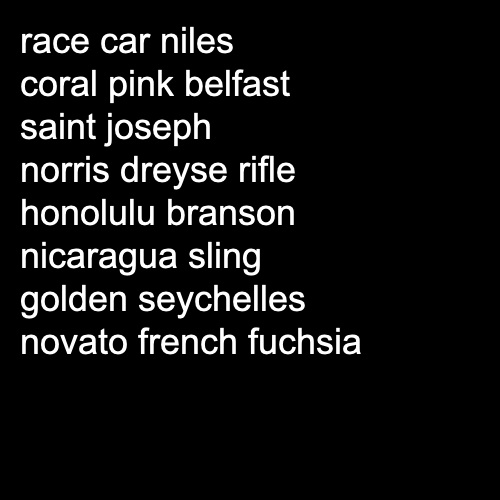 race car niles
coral pink belfast
saint joseph
norris dreyse rifle
honolulu branson
nicaragua sling
golden seychelles
novato french fuchsia